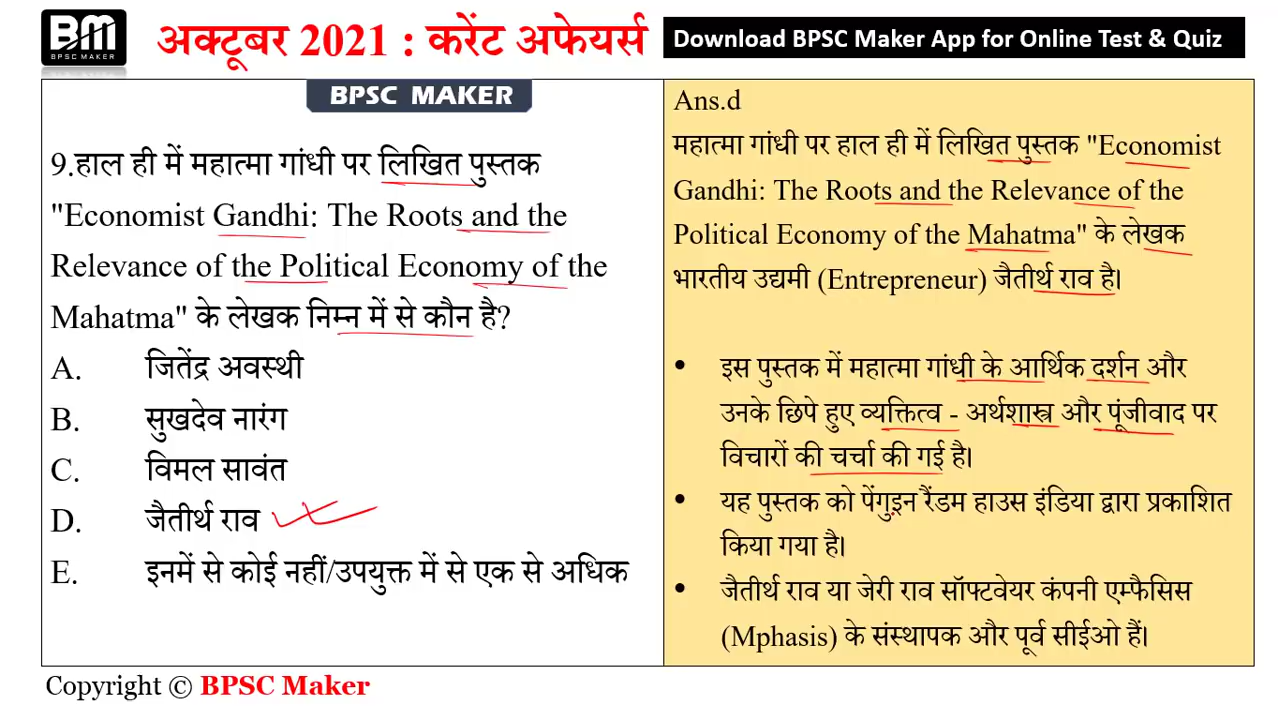 BM
BPSC MAKER
अक्टूबर 2021 : करेंट अफेयर्स
Download BPSC Maker App for Online Test & Quiz
BPSC MAKER
9.हाल ही में महात्मा गांधी पर लिखित पुस्तक
"Economist Gandhi: The Roots and the
Relevance of the Political Economy of the
Mahatma" के लेखक निम्न में से कौन है?
A. जितेंद्र अवस्थी
B. सुखदेव नारंग
C. विमल सावंत
D. जैतीर्थ राव
E. इनमें से कोई नहीं/उपयुक्त में से एक से अधिक
Ans.d
महात्मा गांधी पर हाल ही में लिखित पुस्तक "Economist
Gandhi: The Roots and the Relevance of the
Political Economy of the Mahatma" के लेखक
भारतीय उद्यमी (Entrepreneur) जैतीर्थ राव है।
• इस पुस्तक में महात्मा गांधी के आर्थिक दर्शन और
उनके छिपे हुए व्यक्तित्व - अर्थशास्त्र और पूंजीवाद पर
विचारों की चर्चा की गई है।
• यह पुस्तक को पेंगुइन रैंडम हाउस इंडिया द्वारा प्रकाशित
किया गया है।
• जैतीर्थ राव या जेरी राव सॉफ्टवेयर कंपनी एम्फैसिस
(Mphasis) के संस्थापक और पूर्व सीईओ हैं।
Copyright © BPSC Maker